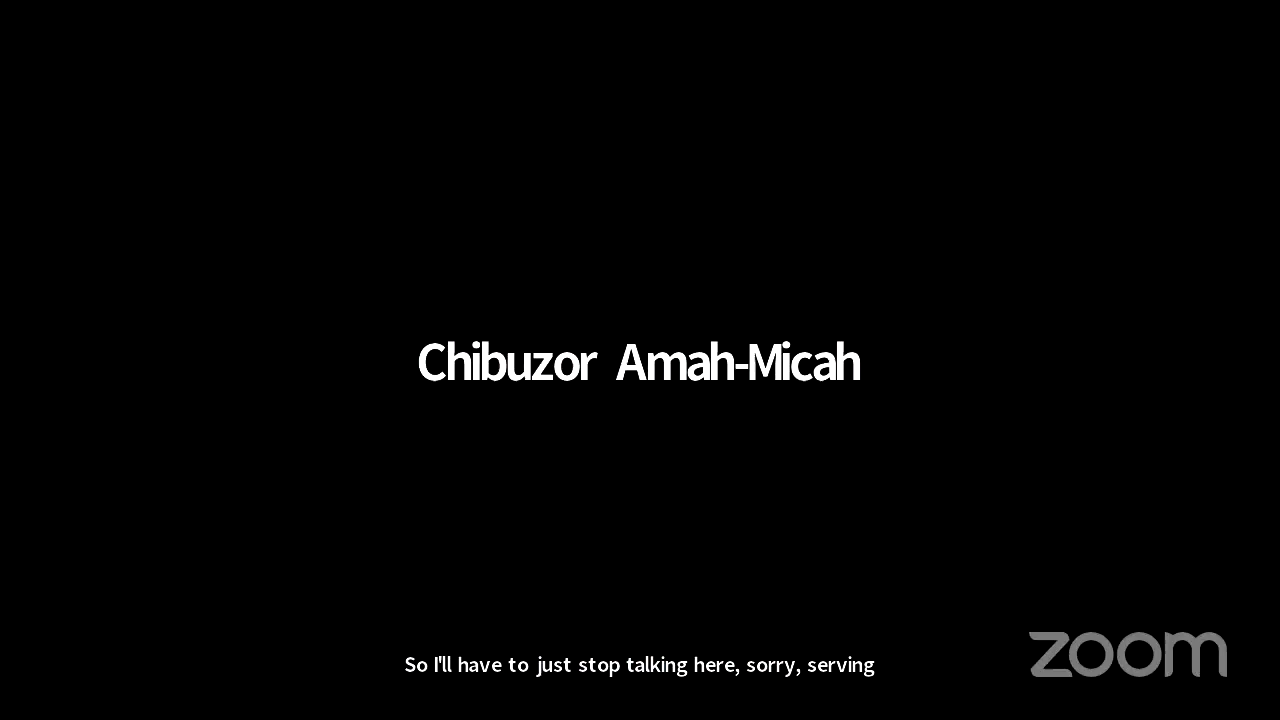 Chibuzor Amah-Micah
So I'll have to just stop talking here, sorry, serving
zoom